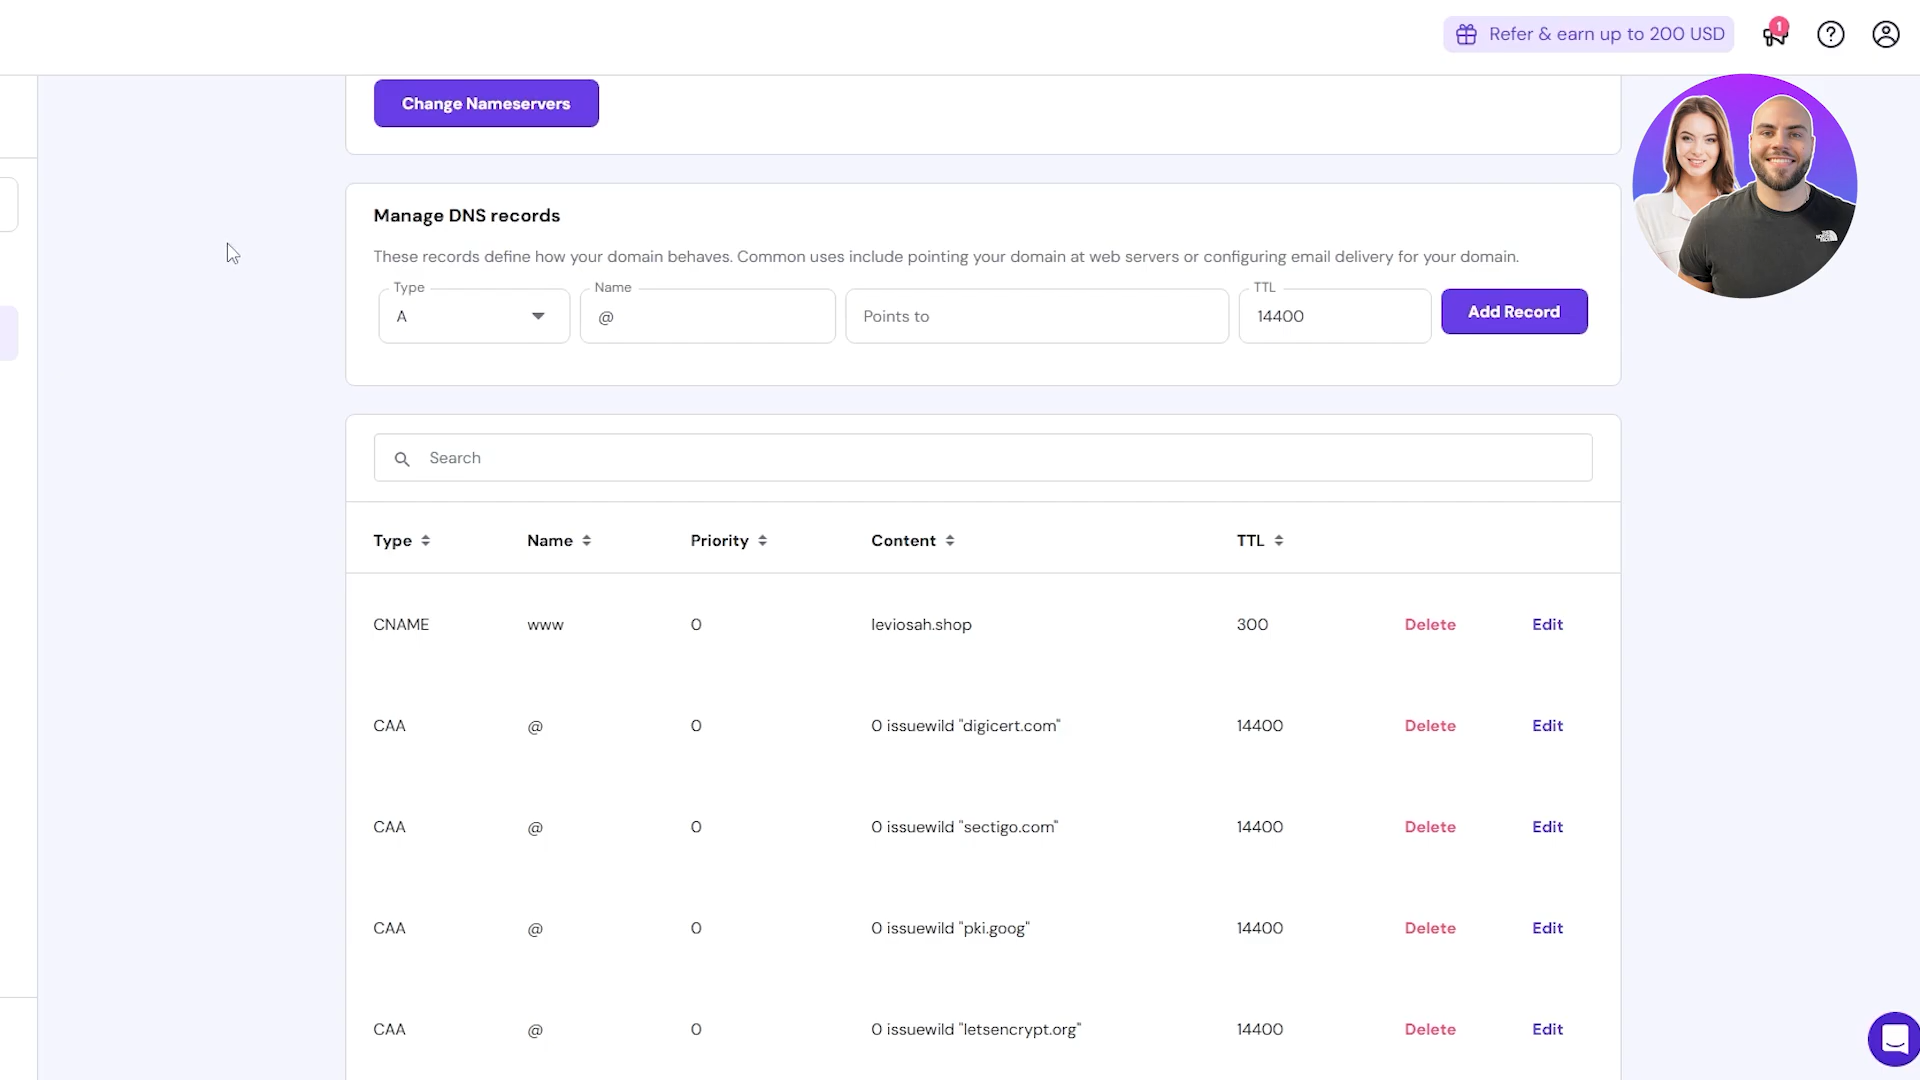 Refer & earn up to 200 USD
1
Change Nameservers
Manage DNS records
These records define how your domain behaves. Common uses include pointing your domain at web servers or configuring email delivery for your domain.
Type Name TTL
A @ Points to 14400 Add Record
Search
Type Name Priority Content TTL
CNAME www 0 leviosah.shop 300 Delete Edit
CAA @ 0 0 issuewild "digicert.com" 14400 Delete Edit
CAA @ 0 0 issuewild "sectigo.com" 14400 Delete Edit
CAA @ 0 0 issuewild "pki.goog" 14400 Delete Edit
CAA @ 0 0 issuewild "letsencrypt.org" 14400 Delete Edit